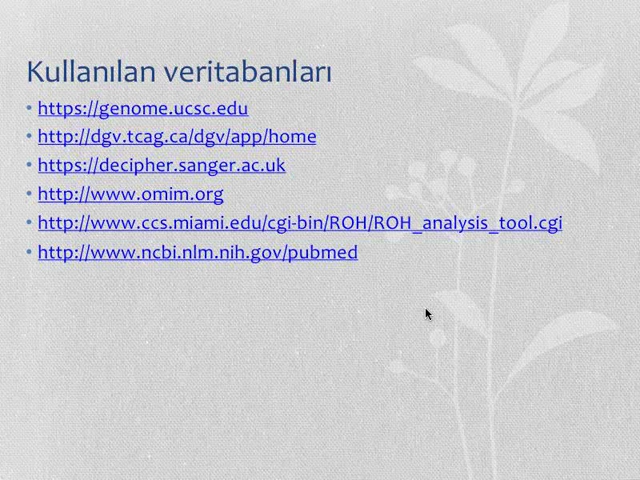 Kullanılan veritabanları
• https://genome.ucsc.edu
• http://dgv.tcag.ca/dgv/app/home
• https://decipher.sanger.ac.uk
• http://www.omim.org
• http://www.ccs.miami.edu/cgi-bin/ROH/ROH_analysis_tool.cgi
• http://www.ncbi.nlm.nih.gov/pubmed